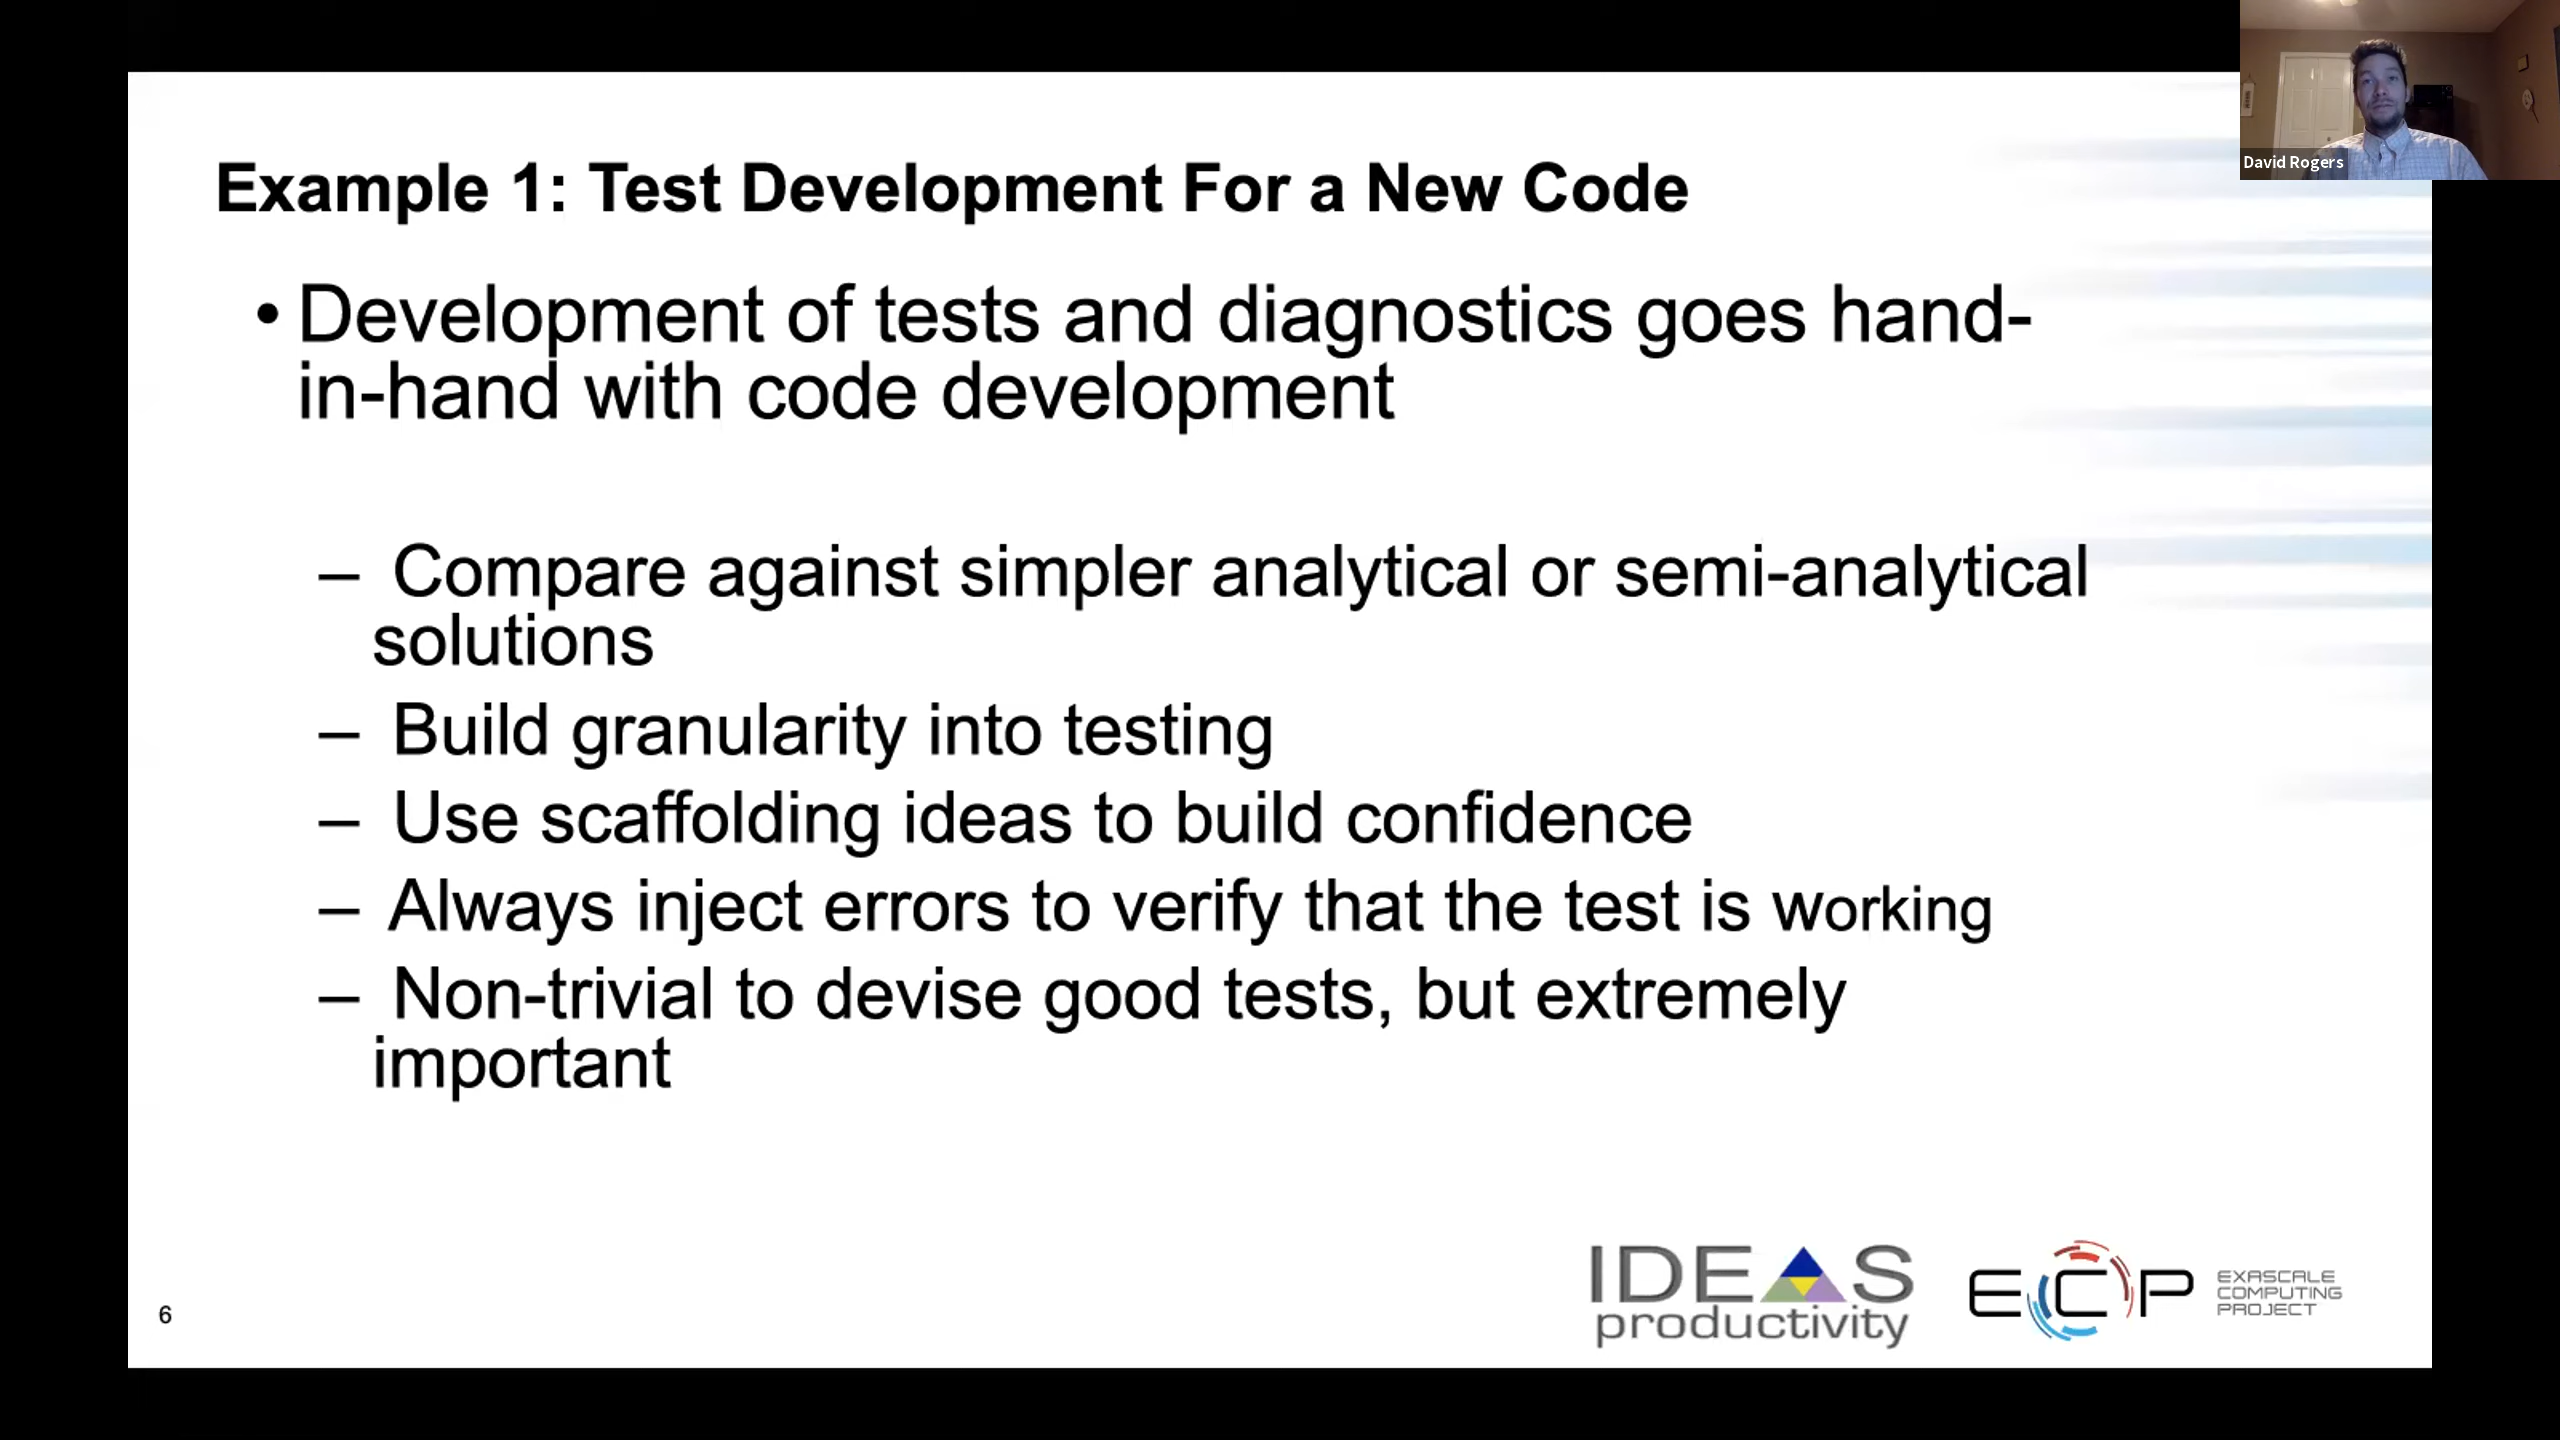 David Rogers
Example 1: Test Development For a New Code
• Development of tests and diagnostics goes hand-
in-hand with code development
– Compare against simpler analytical or semi-analytical
solutions
– Build granularity into testing
– Use scaffolding ideas to build confidence
– Always inject errors to verify that the test is working
– Non-trivial to devise good tests, but extremely
important
6
IDEAS
productivity
ECP
EXASCALE
COMPUTING
PROJECT